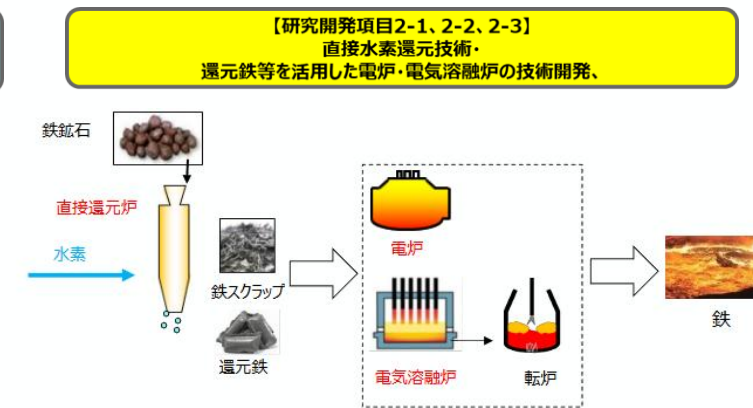 【研究開発項目2-1、2-2、2-3】
直接水素還元技術・
還元鉄等を活用した電炉・電気溶融炉の技術開発、
鉄鉱石
直接還元炉
水素
鉄スクラップ
還元鉄
電炉
電気溶融炉
転炉
鉄